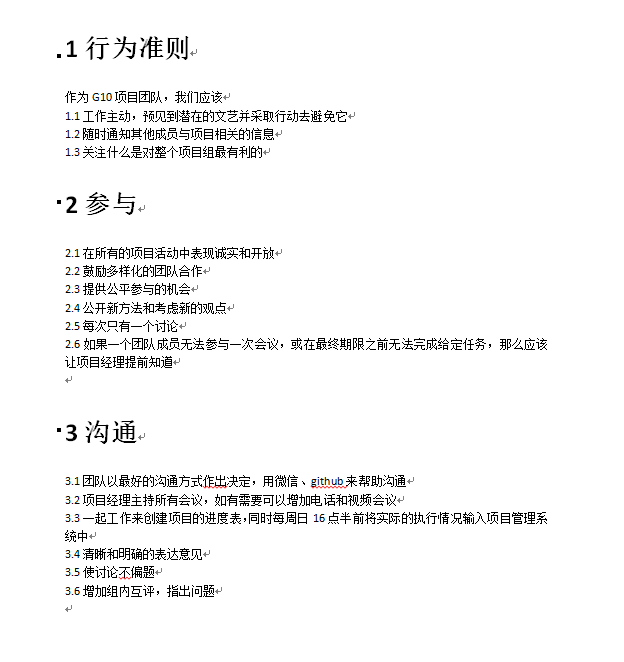 1 行为准则
作为 G10 项目团队，我们应该
1.1 工作主动，预见到潜在的文艺并采取行动去避免它
1.2 随时通知其他成员与项目相关的信息
1.3 关注什么是对整个项目组最有利的
2 参与
2.1 在所有的项目活动中表现诚实和开放
2.2 鼓励多样化的团队合作
2.3 提供公平参与的机会
2.4 公开新方法和考虑新的观点
2.5 每次只有一个讨论
2.6 如果一个团队成员无法参与一次会议，或在最终期限之前无法完成给定任务，那么应该
让项目经理提前知道
3 沟通
3.1 团队以最好的沟通方式作出决定，用微信、github 来帮助沟通
3.2 项目经理主持所有会议，如有需要可以增加电话和视频会议
3.3 一起工作来创建项目的进度表，同时每周日 16 点半前将实际的执行情况输入项目管理系
统中
3.4 清晰和明确的表达意见
3.5 使讨论不偏题
3.6 增加组内互评，指出问题